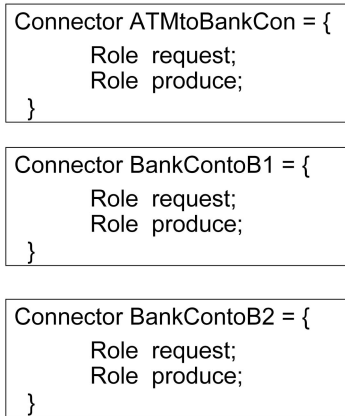 Connector ATMtoBankCon = {
Role request;
Role produce;
}
Connector BankContoB1 = {
Role request;
Role produce;
}
Connector BankContoB2 = {
Role request;
Role produce;
}